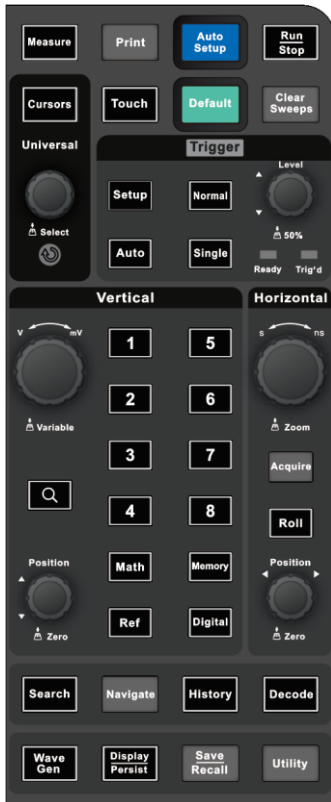 Measure
Print
Auto
Setup
Run
Stop
Cursors
Touch
Default
Clear
Sweeps
Universal
Select
Trigger
Level
Setup
Normal
50%
Auto
Single
Ready
Trig'd
Vertical
V
mV
Variable
1
5
2
6
3
7
4
8
Math
Memory
Ref
Digital
Position
Zero
Horizontal
s
ns
Zoom
Acquire
Roll
Position
Zero
Search
Navigate
History
Decode
Wave
Gen
Display
Persist
Save
Recall
Utility